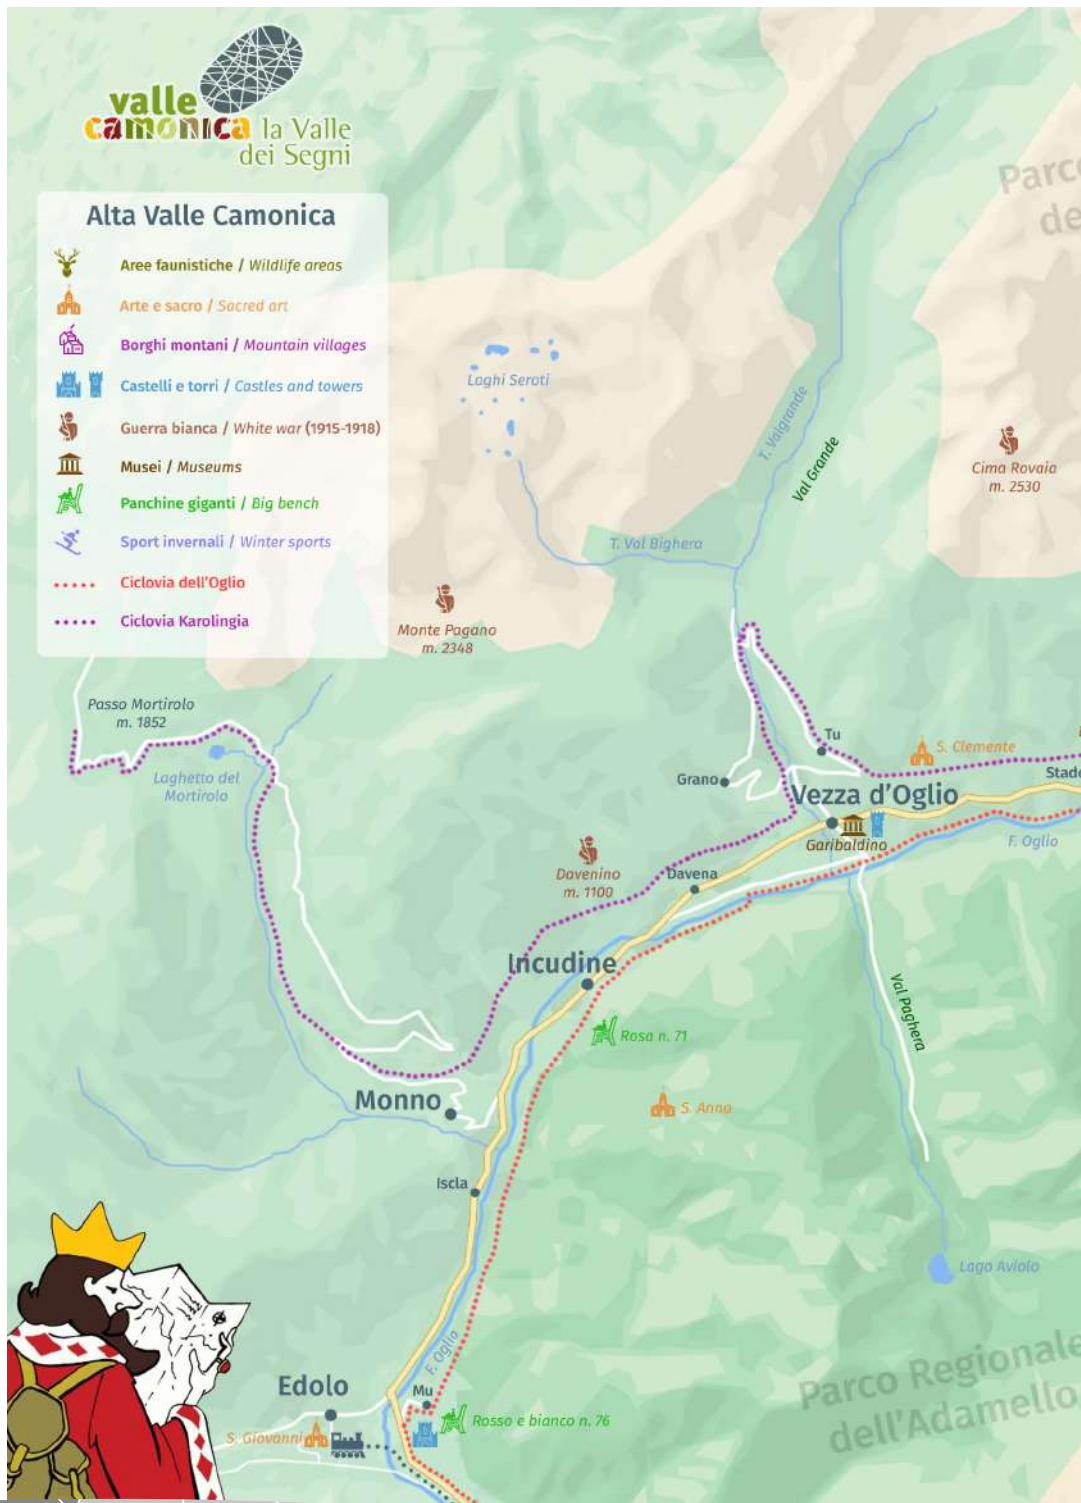 valle
camonica la Valle
dei Segni
Alta Valle Camonica
Aree faunistiche / Wildlife areas
Arte e sacro / Sacred art
Borghi montani / Mountain villages
Castelli e torri / Castles and towers
Guerra bianca / White war (1915-1918)
Musei / Museums
Panchine giganti / Big bench
Sport invernali / Winter sports
Ciclovia dell'Oglio
Ciclovia Karolingia
Parco
de
Laghi Seroti
T. Valgrande
Val Grande
Cima Rovaia
m. 2530
T. Val Bighera
Monte Pagano
m. 2348
Passo Mortirolo
m. 1852
Laghetto del
Mortirolo
Tu
S. Clemente
Grano
Stado
Vezza d'Oglio
Garibaldino
F. Oglio
Davenino
m. 1100
Davena
Incudine
Val Paghera
Rosa n. 71
Monno
S. Anna
Iscla
Lago Aviolo
F. Oglio
Parco Regionale
dell'Adamello
Edolo
Mu
Rosso e bianco n. 76
S. Giovanni